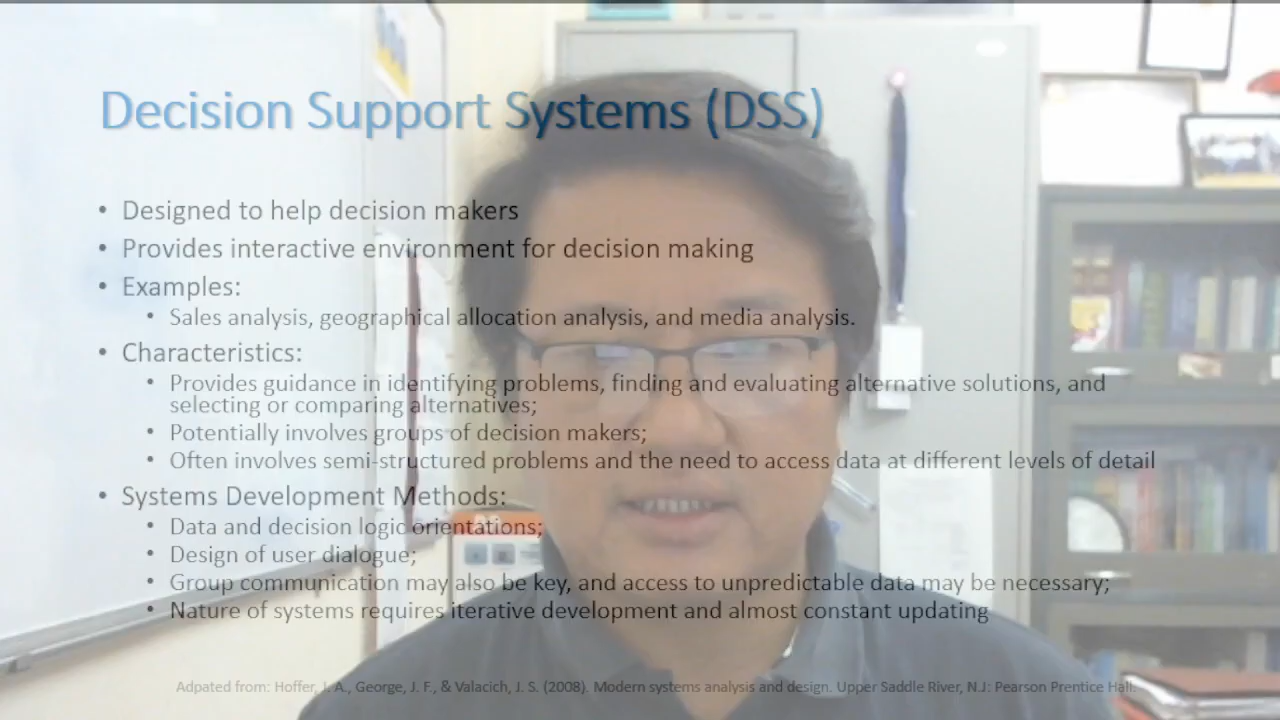 Decision Support Systems (DSS)
• Designed to help decision makers
• Provides interactive environment for decision making
• Examples:
• Sales analysis, geographical allocation analysis, and media analysis.
• Characteristics:
• Provides guidance in identifying problems, finding and evaluating alternative solutions, and
selecting or comparing alternatives;
• Potentially involves groups of decision makers;
• Often involves semi-structured problems and the need to access data at different levels of detail
• Systems Development Methods:
• Data and decision logic orientations;
• Design of user dialogue;
• Group communication may also be key, and access to unpredictable data may be necessary;
• Nature of systems requires iterative development and almost constant updating
Adpated from: Hoffer, J. A., George, J. F., & Valacich, J. S. (2008). Modern systems analysis and design. Upper Saddle River, N.J: Pearson Prentice Hall.